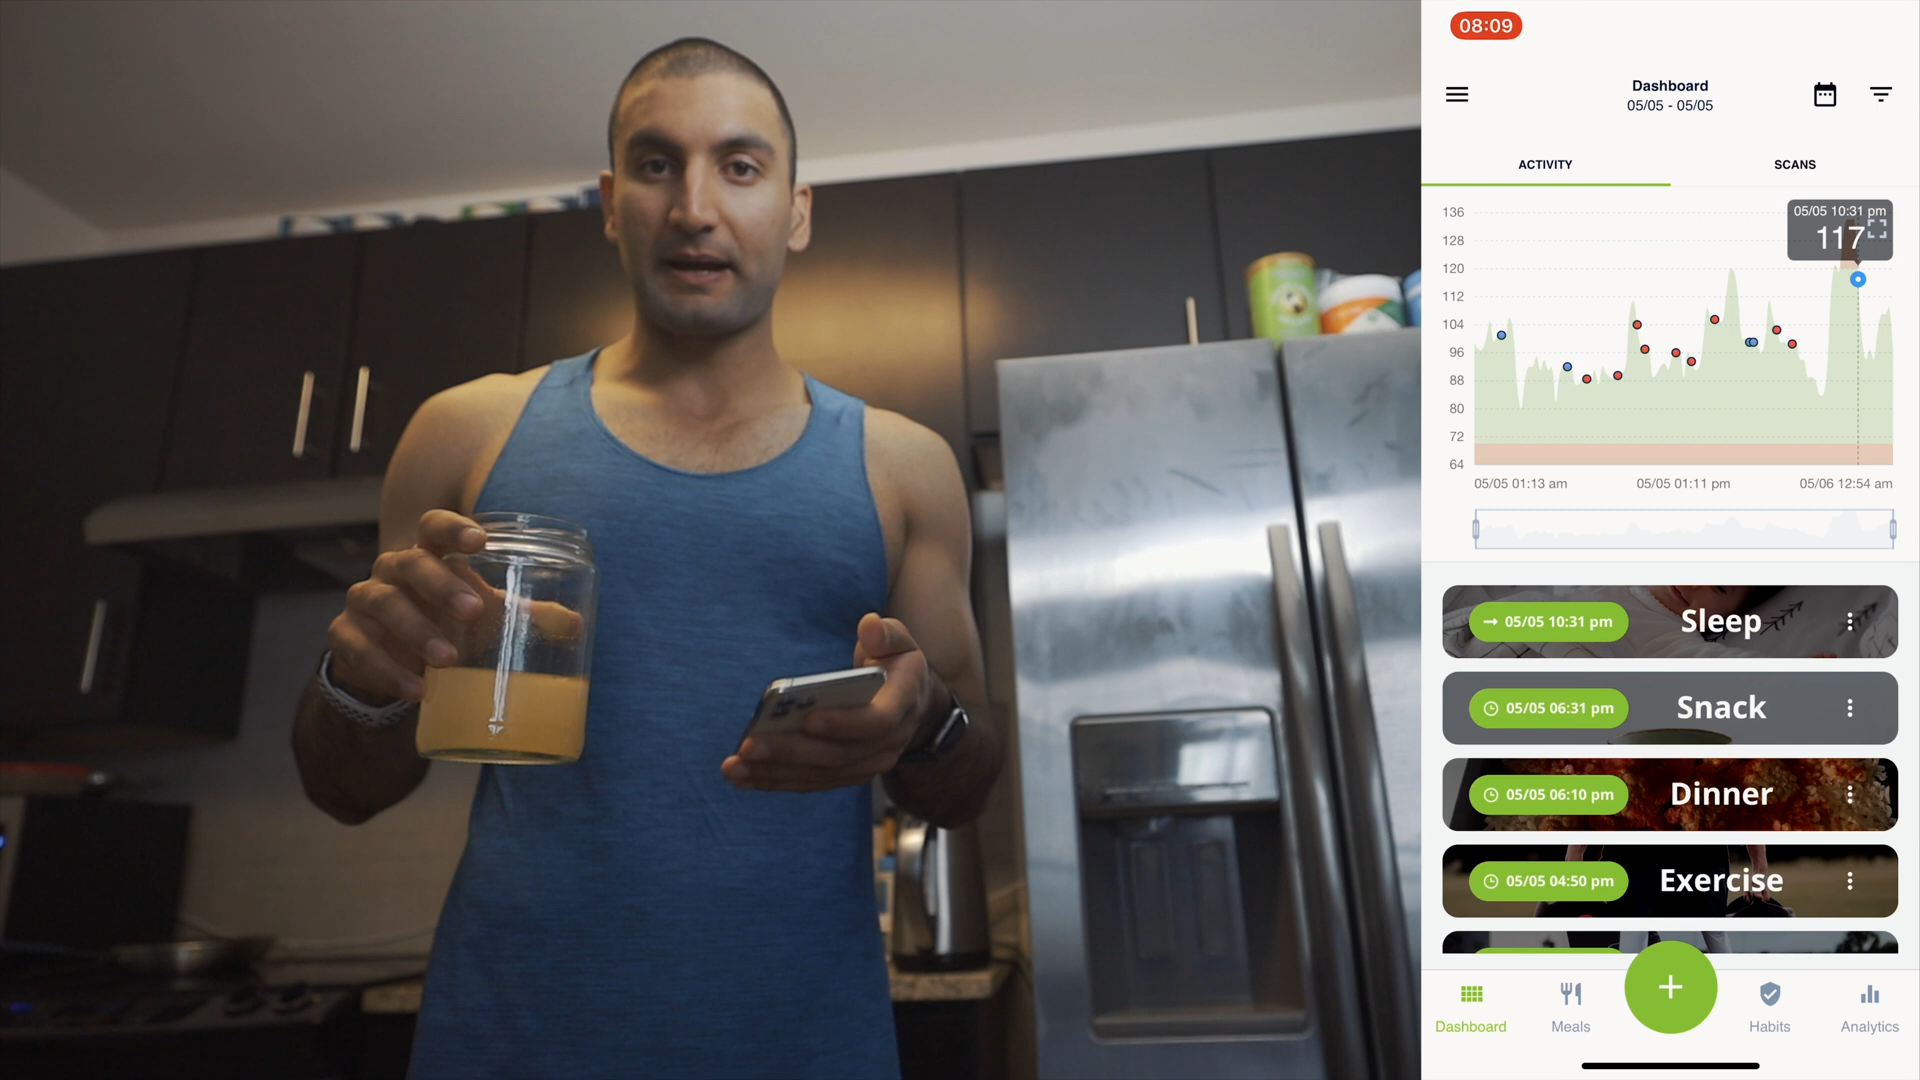 08:09
Dashboard
05/05 - 05/05
ACTIVITY
SCANS
136
128
120
112
104
96
88
80
72
64
05/05 10:31 pm
117
05/05 01:13 am
05/05 01:11 pm
05/06 12:54 am
→ 05/05 10:31 pm
Sleep
05/05 06:31 pm
Snack
05/05 06:10 pm
Dinner
05/05 04:50 pm
Exercise
+
Dashboard
Meals
Habits
Analytics